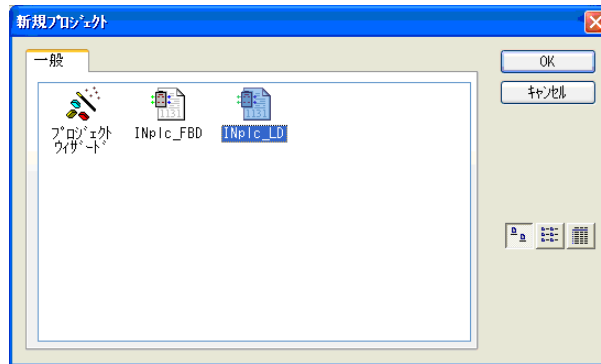 新規ﾌﾟﾛｼﾞｪｸﾄ
一般
OK
ｷｬﾝｾﾙ
ﾌﾟﾛｼﾞｪｸﾄ
ｳｨｻﾞｰﾄﾞ
INplc_FBD
INplc_LD